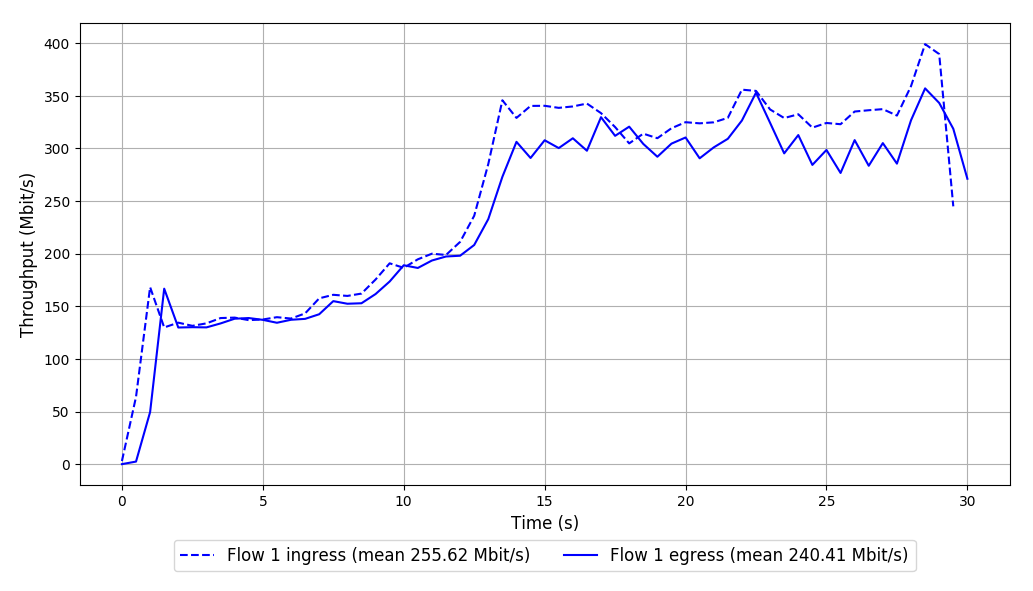 400
350
300
250
200
150
100
50
0
Throughput (Mbit/s)
0 5 10 15 20 25 30
Time (s)
Flow 1 ingress (mean 255.62 Mbit/s) Flow 1 egress (mean 240.41 Mbit/s)